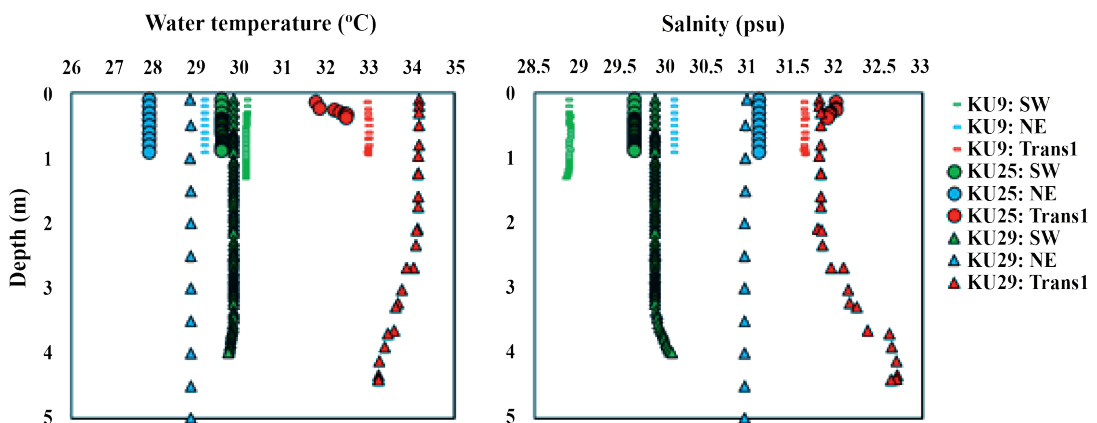 Water temperature (ºC)
Salnity (psu)
26 27 28 29 30 31 32 33 34 35
28.5 29 29.5 30 30.5 31 31.5 32 32.5 33
Depth (m)
0
1
2
3
4
5
0
1
2
3
4
5
KU9: SW
KU9: NE
KU9: Trans1
KU25: SW
KU25: NE
KU25: Trans1
KU29: SW
KU29: NE
KU29: Trans1